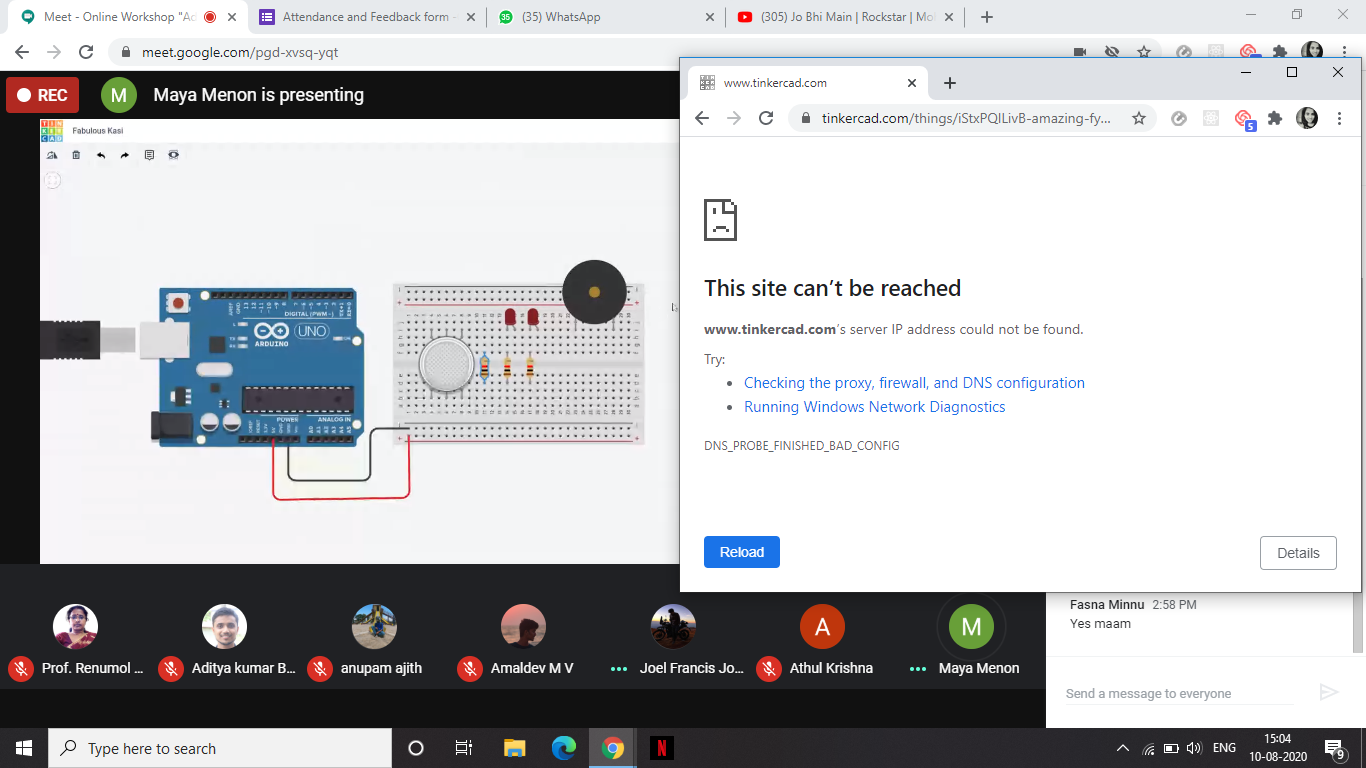 Meet - Online Workshop "Ac
Attendance and Feedback form -
(35) WhatsApp
(305) Jo Bhi Main | Rockstar | Mo
meet.google.com/pgd-xvsq-yqt
REC
M
Maya Menon is presenting
TIN
KER
CAD
Fabulous Kasi
DIGITAL (PWM~)
ARDUINO
UNO
POWER
ANALOG IN
www.tinkercad.com
tinkercad.com/things/iStxPQILivB-amazing-fy...
5
This site can't be reached
www.tinkercad.com's server IP address could not be found.
Try:
Checking the proxy, firewall, and DNS configuration
Running Windows Network Diagnostics
DNS_PROBE_FINISHED_BAD_CONFIG
Reload
Details
Fasna Minnu 2:58 PM
Yes maam
Send a message to everyone
A
M
Prof. Renumol ...
Aditya kumar B...
anupam ajith
Amaldev M V
Joel Francis Jo...
Athul Krishna
Maya Menon
Type here to search
N
ENG
15:04
10-08-2020
9